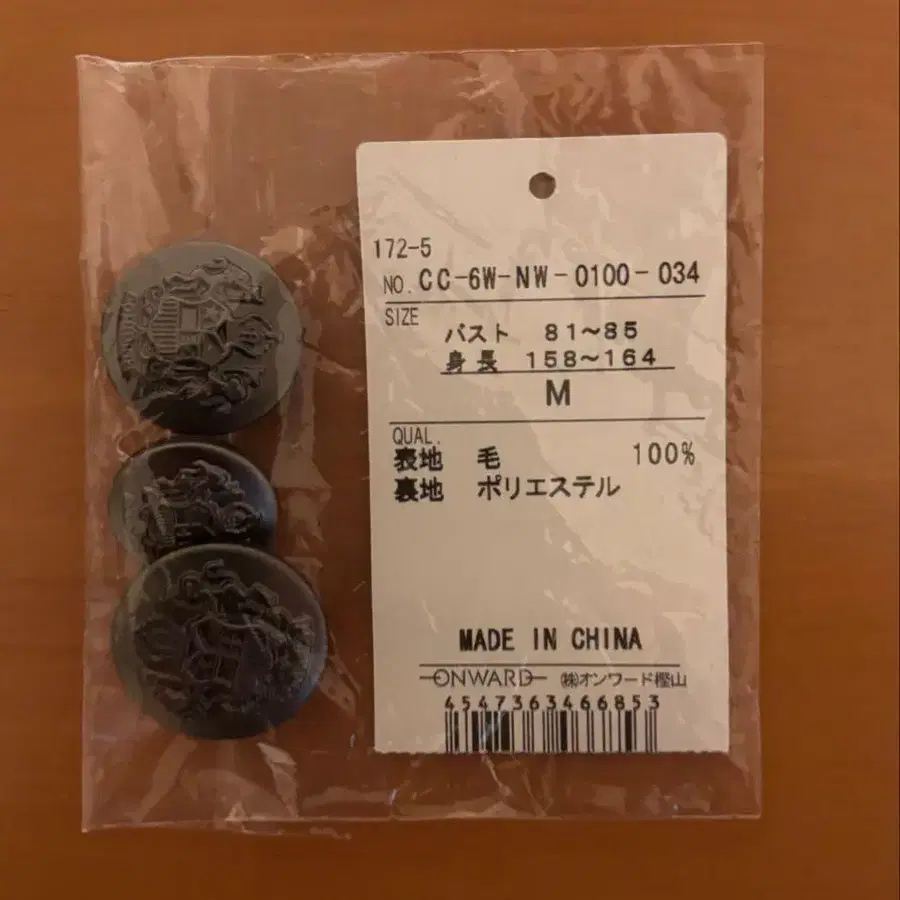 172-5
NO. CC-6W-NW-0100-034
SIZE
バスト 81〜85
身長 158〜164
M
QUAL.
表地 毛 100%
裏地 ポリエステル
MADE IN CHINA
ONWARD ㈱オンワード樫山
4547363466853